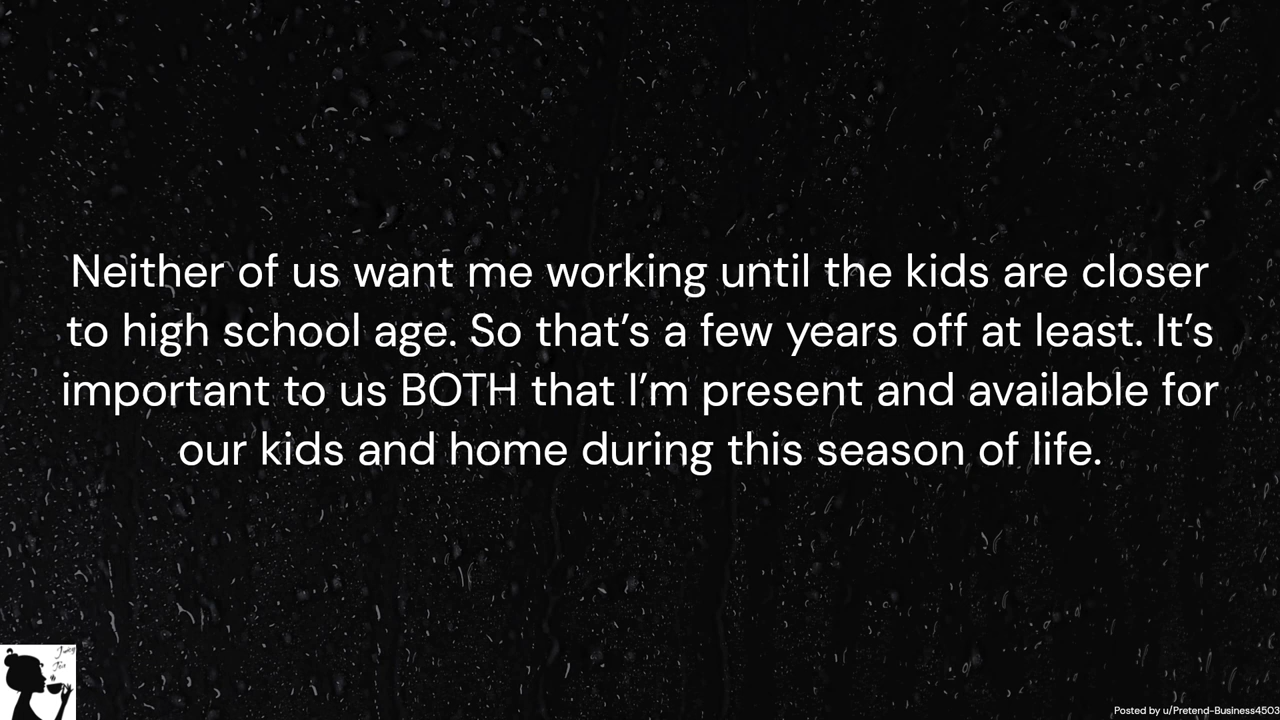 Neither of us want me working until the kids are closer
to high school age. So that’s a few years off at least. It’s
important to us BOTH that I’m present and available for
our kids and home during this season of life.
Juicy
Tea
Posted by u/Pretend-Business4503